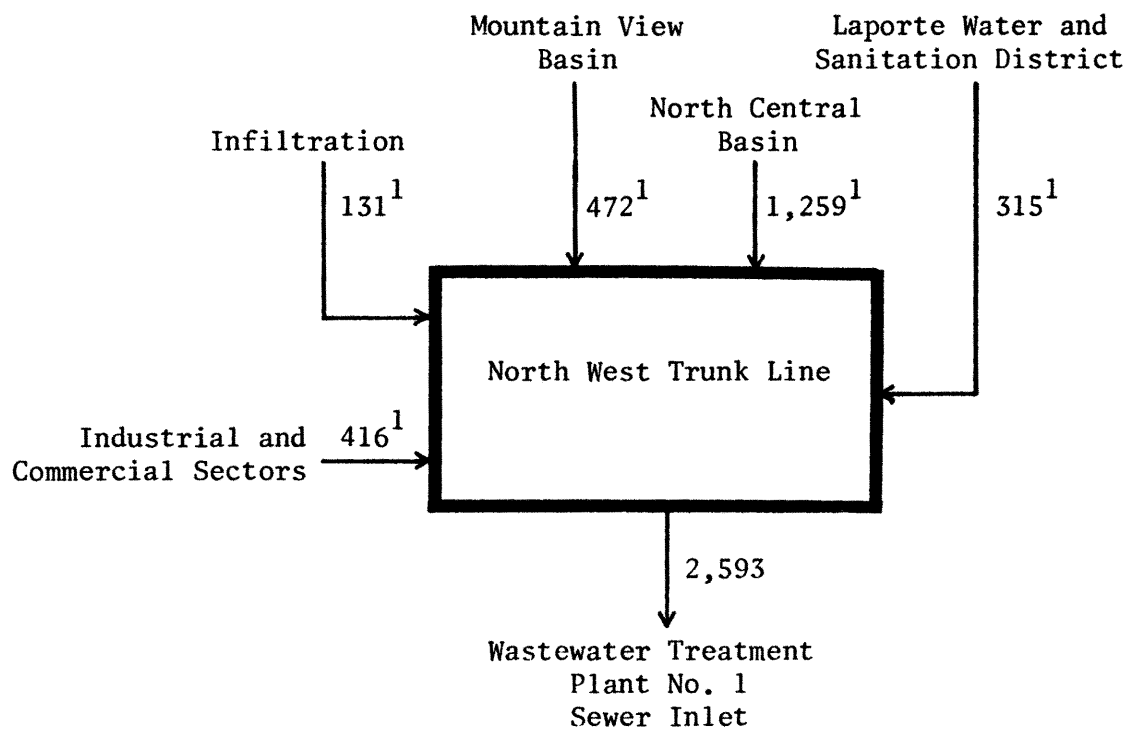 Mountain View
Basin
Laporte Water and
Sanitation District
North Central
Basin
Infiltration
131¹
472¹
1,259¹
315¹
North West Trunk Line
Industrial and
Commercial Sectors
416¹
2,593
Wastewater Treatment
Plant No. 1
Sewer Inlet